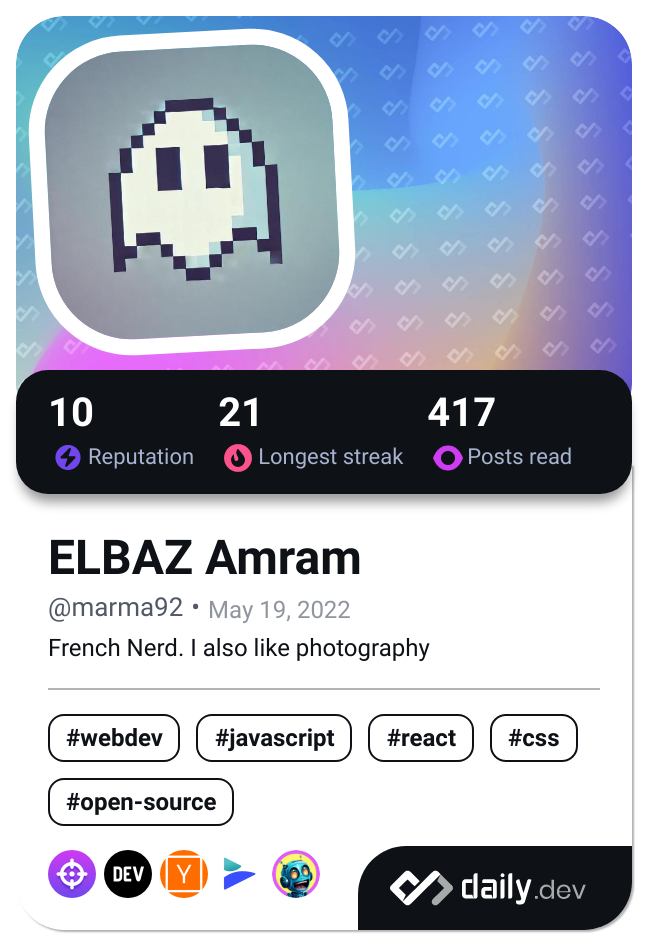 10 21 417
Reputation Longest streak Posts read
ELBAZ Amram
@marma92 • May 19, 2022
French Nerd. I also like photography
#webdev #javascript #react #css
#open-source
DEV Y daily.dev